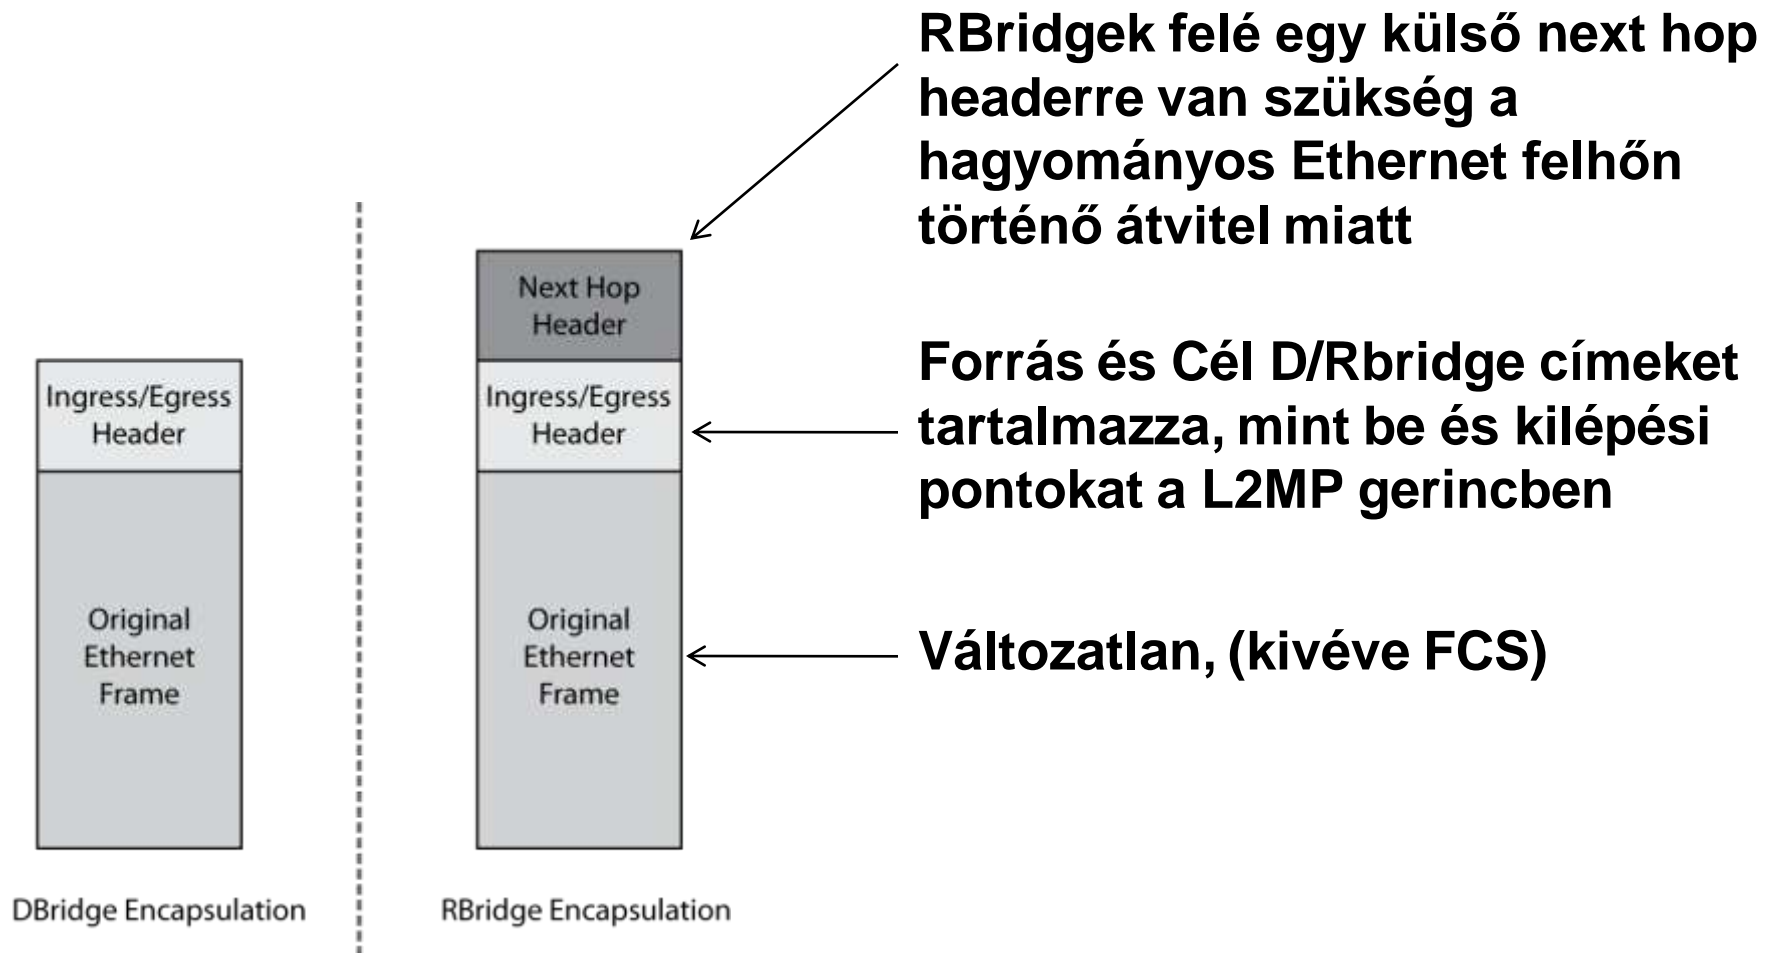 RBridgek felé egy külső next hop
headerre van szükség a
hagyományos Ethernet felhőn
történő átvitel miatt
Next Hop
Header
Forrás és Cél D/Rbridge címeket
tartalmazza, mint be és kilépési
pontokat a L2MP gerincben
Ingress/Egress
Header
Ingress/Egress
Header
Original
Ethernet
Frame
Original
Ethernet
Frame
Változatlan, (kivéve FCS)
DBridge Encapsulation
RBridge Encapsulation